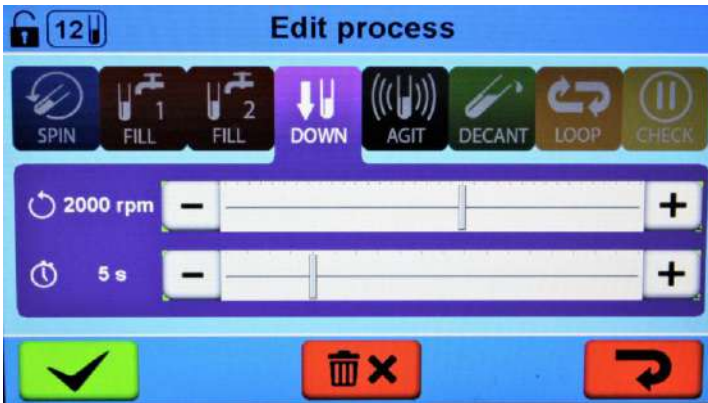 12
Edit process
SPIN
1
FILL
2
FILL
DOWN
AGIT
DECANT
LOOP
CHECK
2000 rpm
5 s